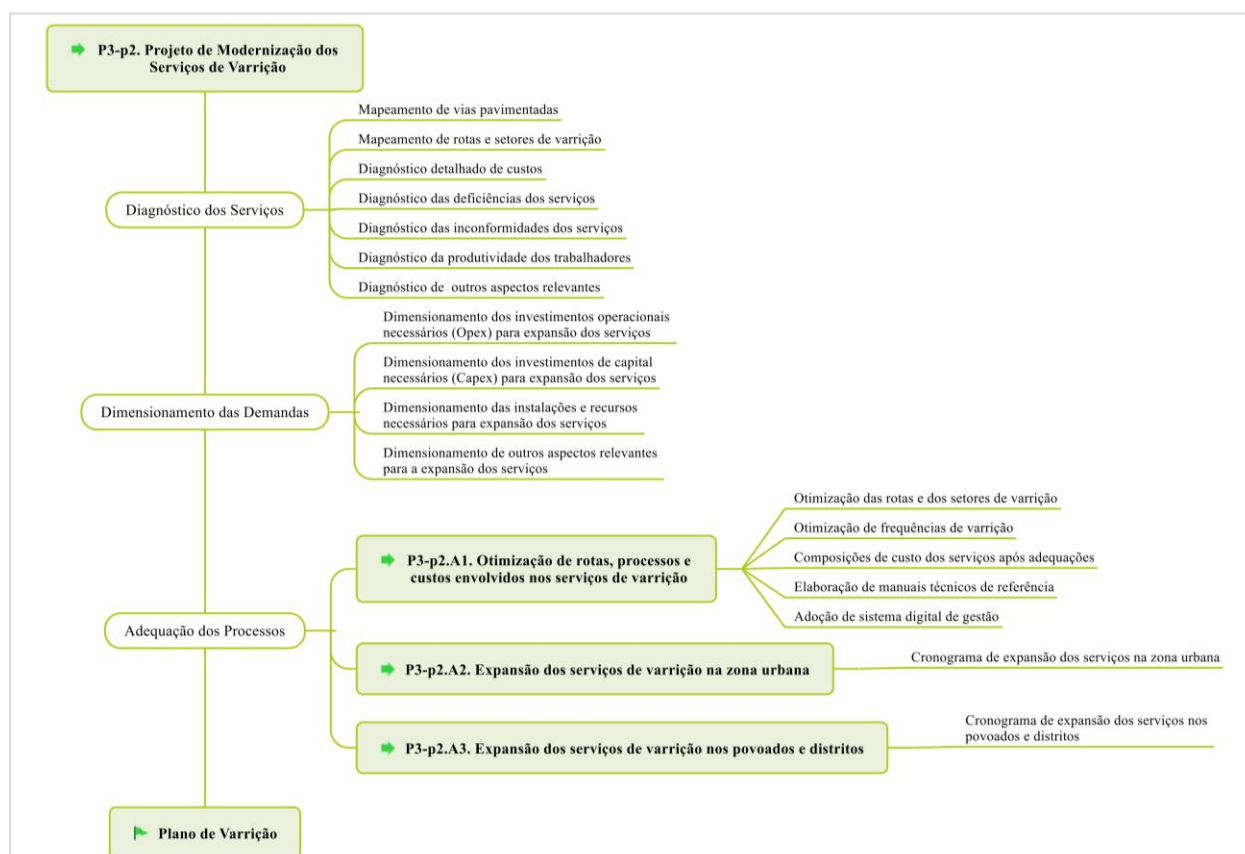 P3-p2. Projeto de Modernização dos
Serviços de Varrição
Mapeamento de vias pavimentadas
Mapeamento de rotas e setores de varrição
Diagnóstico detalhado de custos
Diagnóstico das deficiências dos serviços
Diagnóstico dos Serviços
Diagnóstico das inconformidades dos serviços
Diagnóstico da produtividade dos trabalhadores
Diagnóstico de outros aspectos relevantes
Dimensionamento dos investimentos operacionais
necessários (Opex) para expansão dos serviços
Dimensionamento dos investimentos de capital
necessários (Capex) para expansão dos serviços
Dimensionamento das Demandas
Dimensionamento das instalações e recursos
necessários para expansão dos serviços
Dimensionamento de outros aspectos relevantes
para a expansão dos serviços
Otimização das rotas e dos setores de varrição
Otimização de frequências de varrição
P3-p2.A1. Otimização de rotas, processos e
custos envolvidos nos serviços de varrição
Composições de custo dos serviços após adequações
Elaboração de manuais técnicos de referência
Adoção de sistema digital de gestão
Adequação dos Processos
P3-p2.A2. Expansão dos serviços de varrição na zona urbana
Cronograma de expansão dos serviços na zona urbana
P3-p2.A3. Expansão dos serviços de varrição nos povoados e distritos
Cronograma de expansão dos serviços nos
povoados e distritos
Plano de Varrição